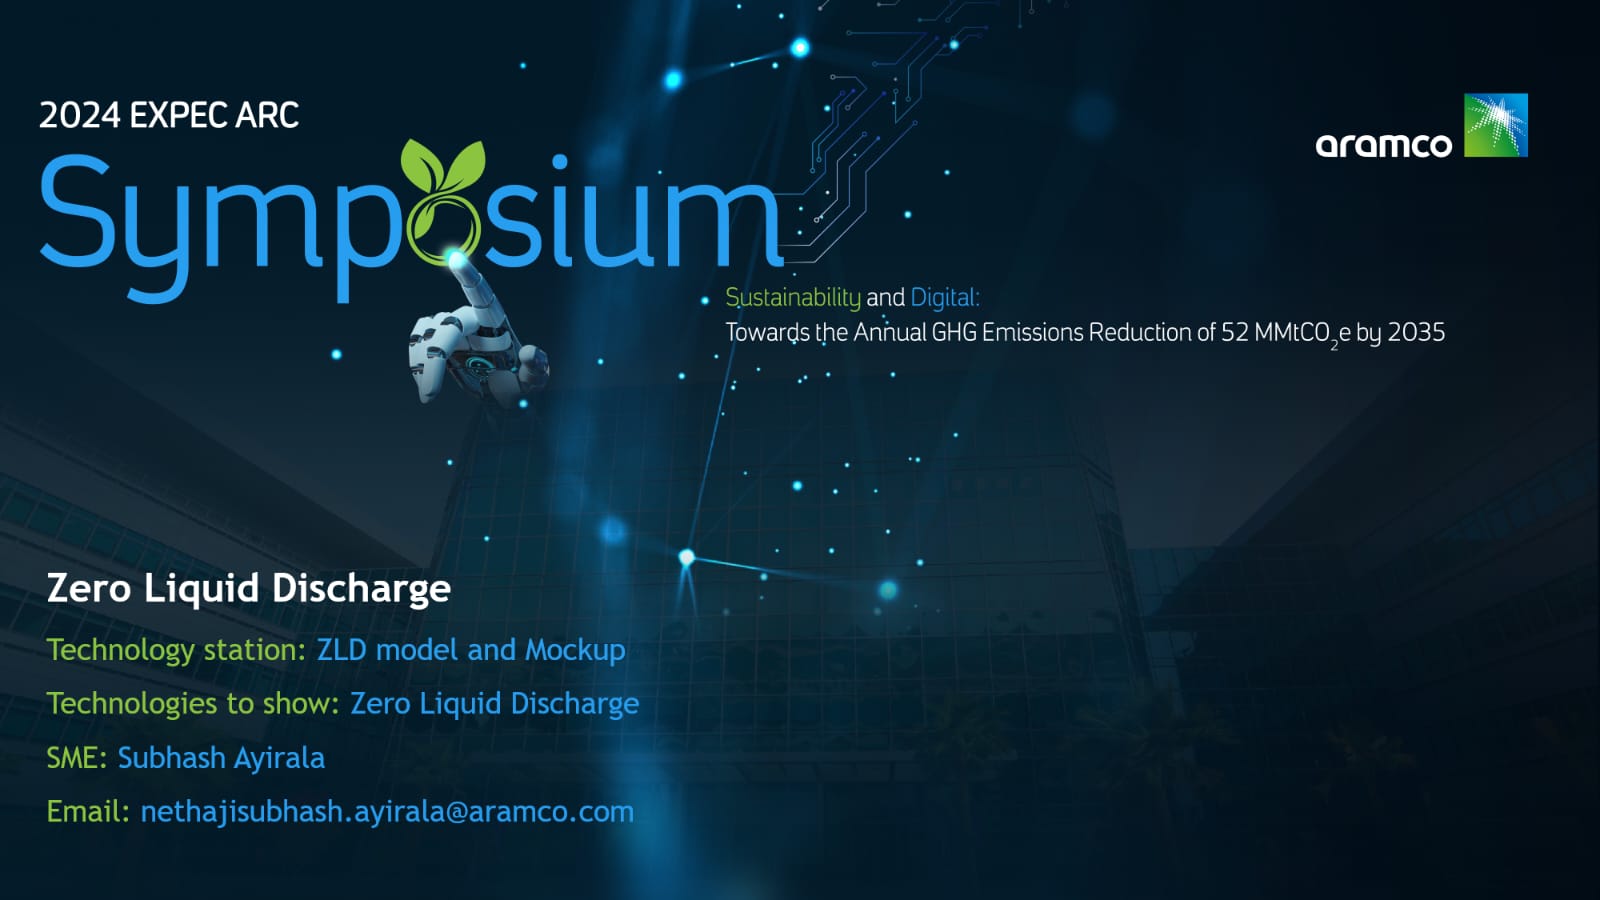 2024 EXPEC ARC
Symposium
aramco
Sustainability and Digital:
Towards the Annual GHG Emissions Reduction of 52 MMtCO2e by 2035
Zero Liquid Discharge
Technology station: ZLD model and Mockup
Technologies to show: Zero Liquid Discharge
SME: Subhash Ayirala
Email: nethajisubhash.ayirala@aramco.com